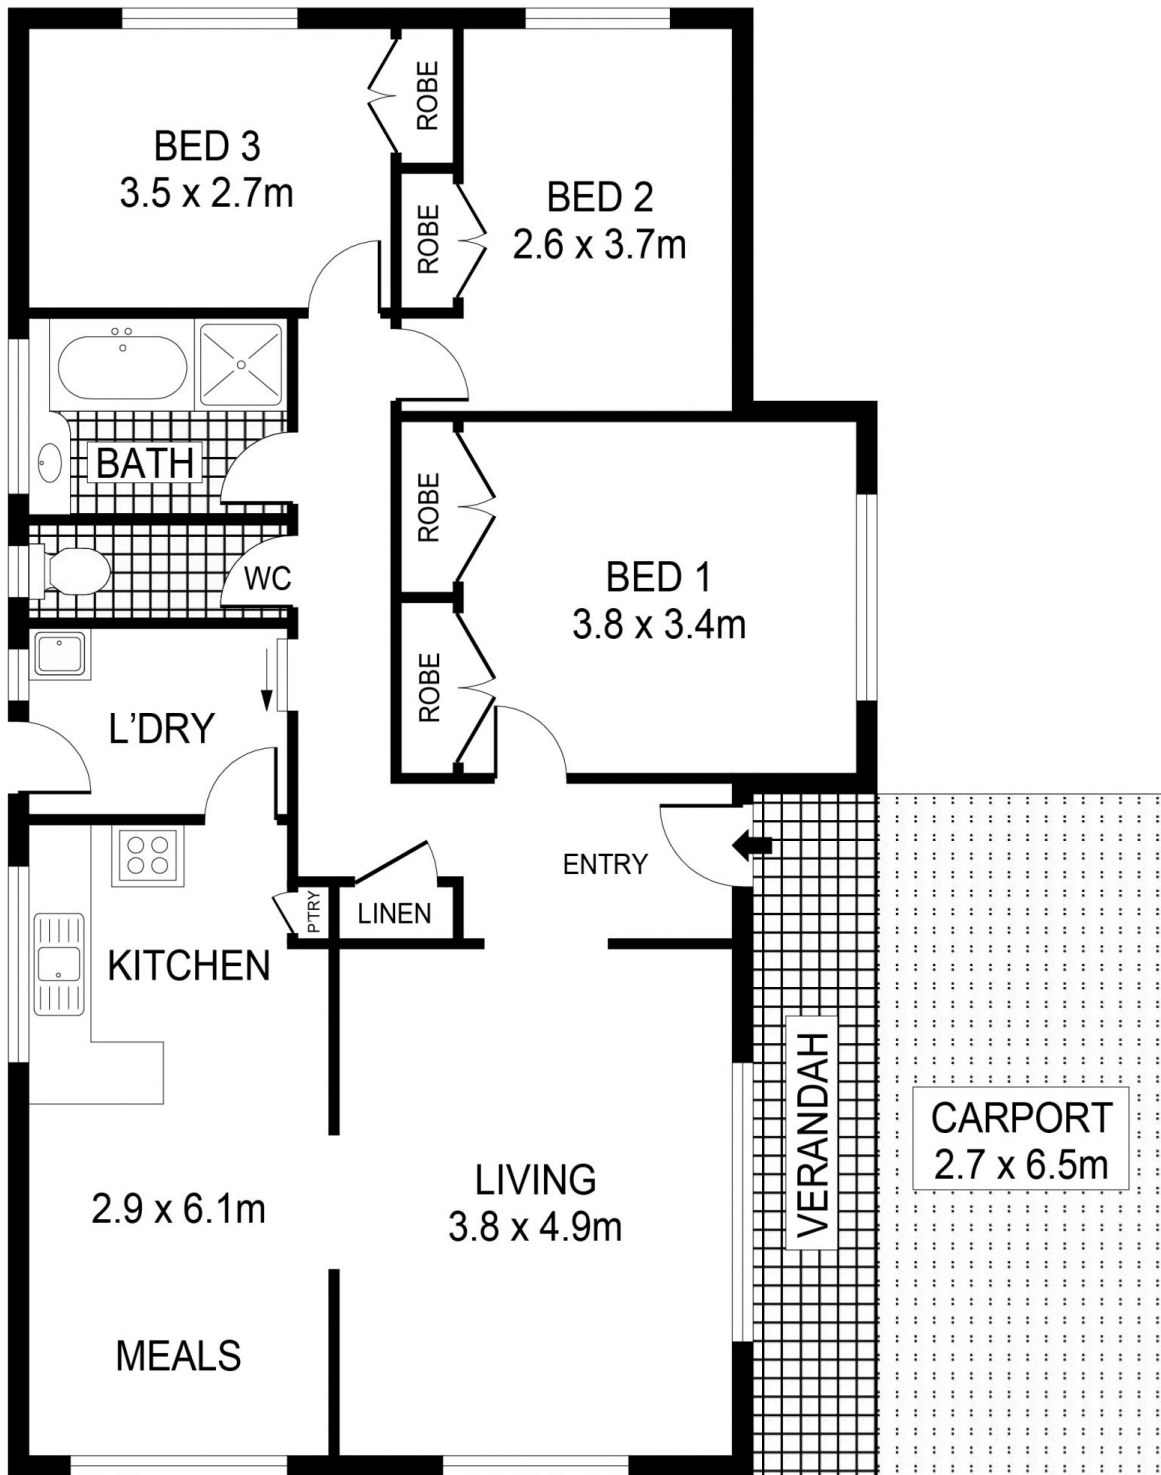 BED 3
3.5 x 2.7m
ROBE
ROBE
BED 2
2.6 x 3.7m
BATH
WC
ROBE
ROBE
BED 1
3.8 x 3.4m
L'DRY
ENTRY
P'TRY
LINEN
KITCHEN
2.9 x 6.1m
MEALS
LIVING
3.8 x 4.9m
VERANDAH
CARPORT
2.7 x 6.5m